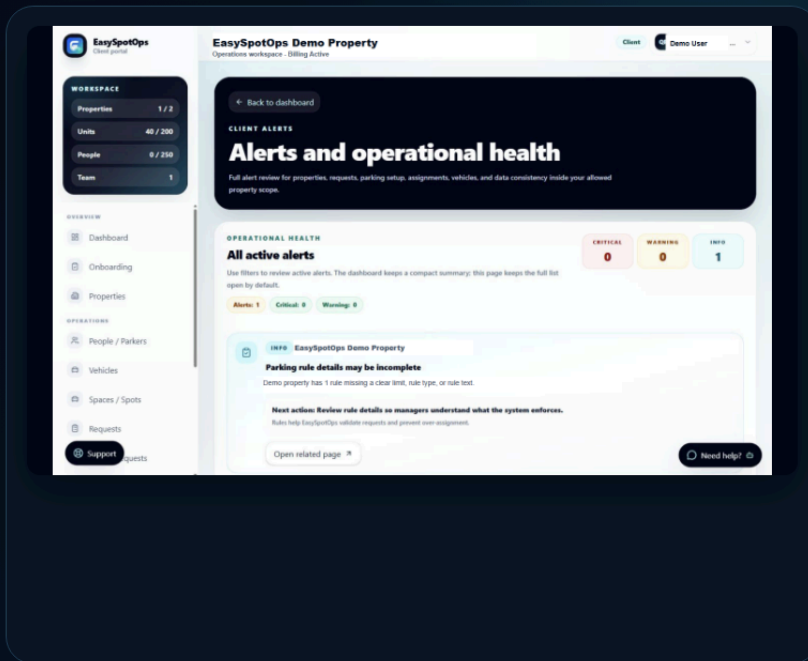 EasySpotOps
Client portal
WORKSPACE
Properties 1 / 2
Units 40 / 200
People 0 / 250
Team 1
OVERVIEW
Dashboard
Onboarding
Properties
OPERATIONS
People / Parkers
Vehicles
Spaces / Spots
Requests
Support
quests
EasySpotOps Demo Property
Operations workspace - Billing Active
Client
Demo User
← Back to dashboard
CLIENT ALERTS
Alerts and operational health
Full alert review for properties, requests, parking setup, assignments, vehicles, and data consistency inside your allowed
property scope.
OPERATIONAL HEALTH
All active alerts
Use filters to review active alerts. The dashboard keeps a compact summary; this page keeps the full list
open by default.
Alerts: 1 Critical: 0 Warning: 0
CRITICAL
0
WARNING
0
INFO
1
INFO EasySpotOps Demo Property
Parking rule details may be incomplete
Demo property has 1 rule missing a clear limit, rule type, or rule text.
Next action: Review rule details so managers understand what the system enforces.
Rules help EasySpotOps validate requests and prevent over-assignment.
Open related page ↗
Need help?